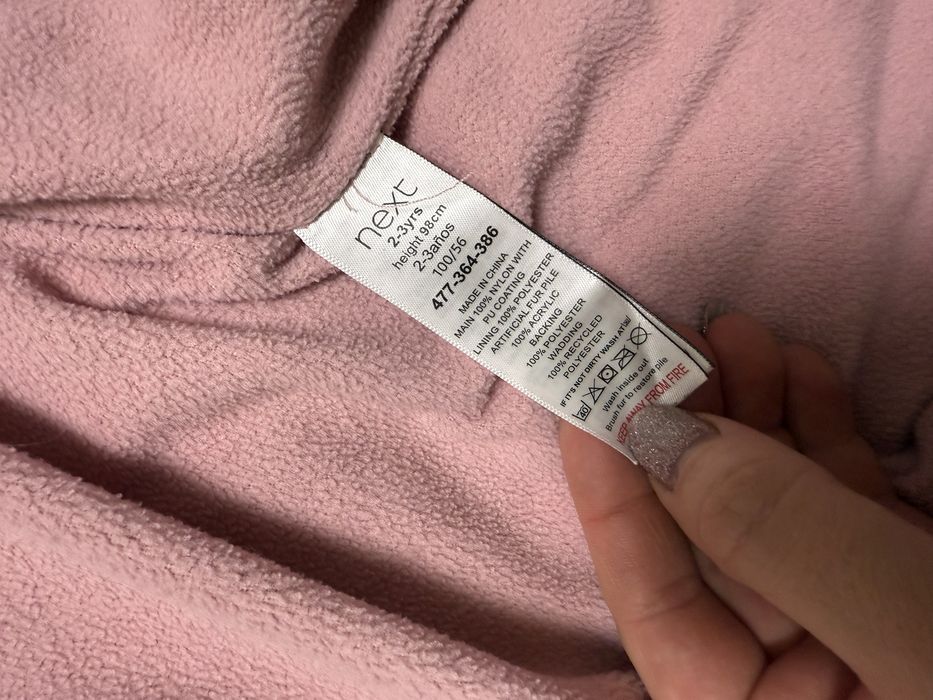 next
2-3yrs
height 98cm
2-3años
100/56
477-364-386
MADE IN CHINA
MAIN 100% NYLON WITH
PU COATING
LINING 100% POLYESTER
ARTIFICIAL FUR PILE
100% ACRYLIC
BACKING
100% POLYESTER
WADDING
100% RECYCLED
POLYESTER
IF IT'S NOT DIRTY WASH AT 30
40
Wash inside out
Brush fur to restore pile
KEEP AWAY FROM FIRE